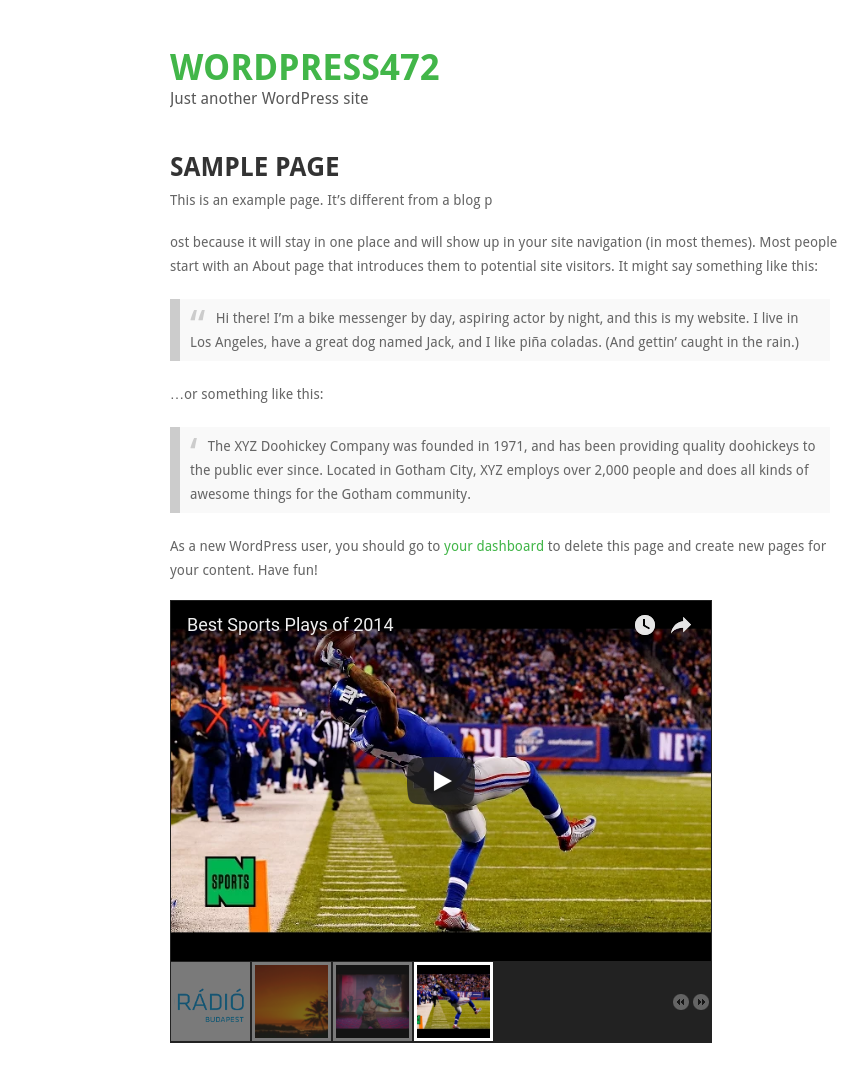 WORDPRESS472
Just another WordPress site
SAMPLE PAGE
This is an example page. It’s different from a blog p
ost because it will stay in one place and will show up in your site navigation (in most themes). Most people
start with an About page that introduces them to potential site visitors. It might say something like this:
“ Hi there! I’m a bike messenger by day, aspiring actor by night, and this is my website. I live in
Los Angeles, have a great dog named Jack, and I like piña coladas. (And gettin’ caught in the rain.)
…or something like this:
‘ The XYZ Doohickey Company was founded in 1971, and has been providing quality doohickeys to
the public ever since. Located in Gotham City, XYZ employs over 2,000 people and does all kinds of
awesome things for the Gotham community.
As a new WordPress user, you should go to your dashboard to delete this page and create new pages for
your content. Have fun!
Best Sports Plays of 2014
ny
ny
NEW
N
SPORTS
RÁDIÓ
BUDAPEST